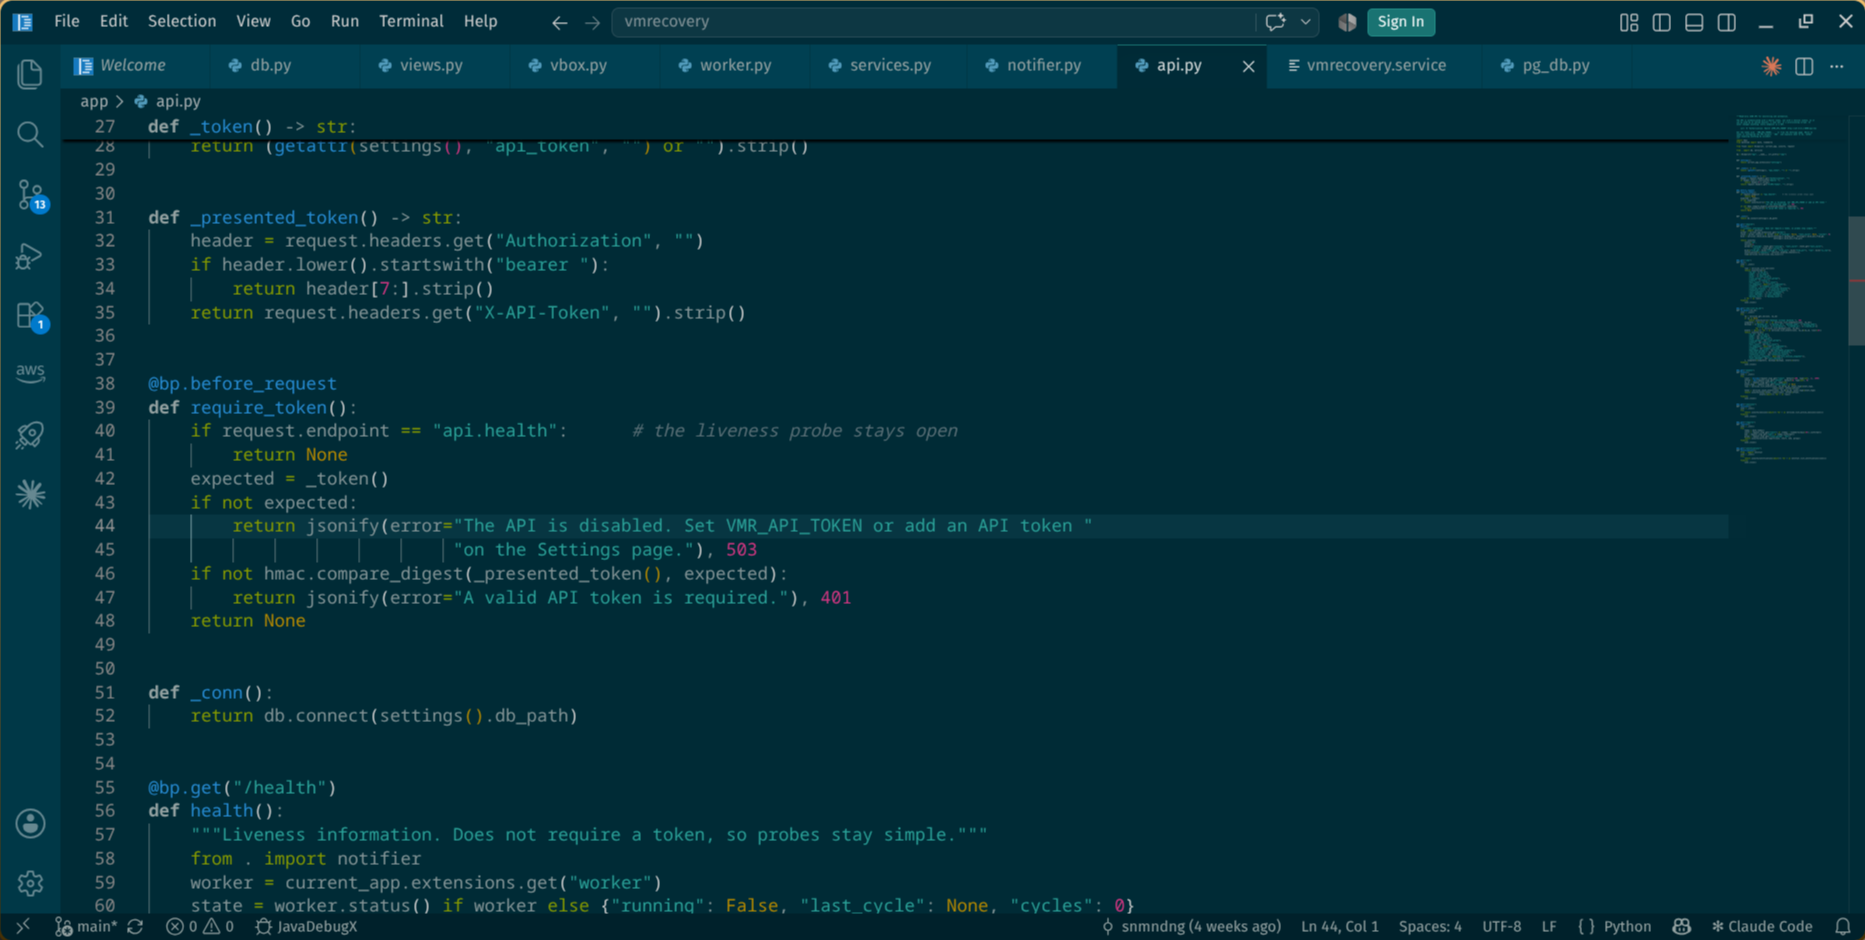 File Edit Selection View Go Run Terminal Help
vmrecovery
Sign In
Welcome
db.py
views.py
vbox.py
worker.py
services.py
notifier.py
api.py
vmrecovery.service
pg_db.py
app > api.py
13
1
aws
27 def _token() -> str:
28     return (getattr(settings(), "api_token", "") or "").strip()
29
30
31 def _presented_token() -> str:
32     header = request.headers.get("Authorization", "")
33     if header.lower().startswith("bearer "):
34         return header[7:].strip()
35     return request.headers.get("X-API-Token", "").strip()
36
37
38 @bp.before_request
39 def require_token():
40     if request.endpoint == "api.health":      # the liveness probe stays open
41         return None
42     expected = _token()
43     if not expected:
44         return jsonify(error="The API is disabled. Set VMR_API_TOKEN or add an API token "
45                              "on the Settings page."), 503
46     if not hmac.compare_digest(_presented_token(), expected):
47         return jsonify(error="A valid API token is required."), 401
48     return None
49
50
51 def _conn():
52     return db.connect(settings().db_path)
53
54
55 @bp.get("/health")
56 def health():
57     """Liveness information. Does not require a token, so probes stay simple."""
58     from . import notifier
59     worker = current_app.extensions.get("worker")
60     state = worker.status() if worker else {"running": False, "last_cycle": None, "cycles": 0}
main* 0 0 JavaDebugX snmndng (4 weeks ago) Ln 44, Col 1 Spaces: 4 UTF-8 LF { } Python Claude Code